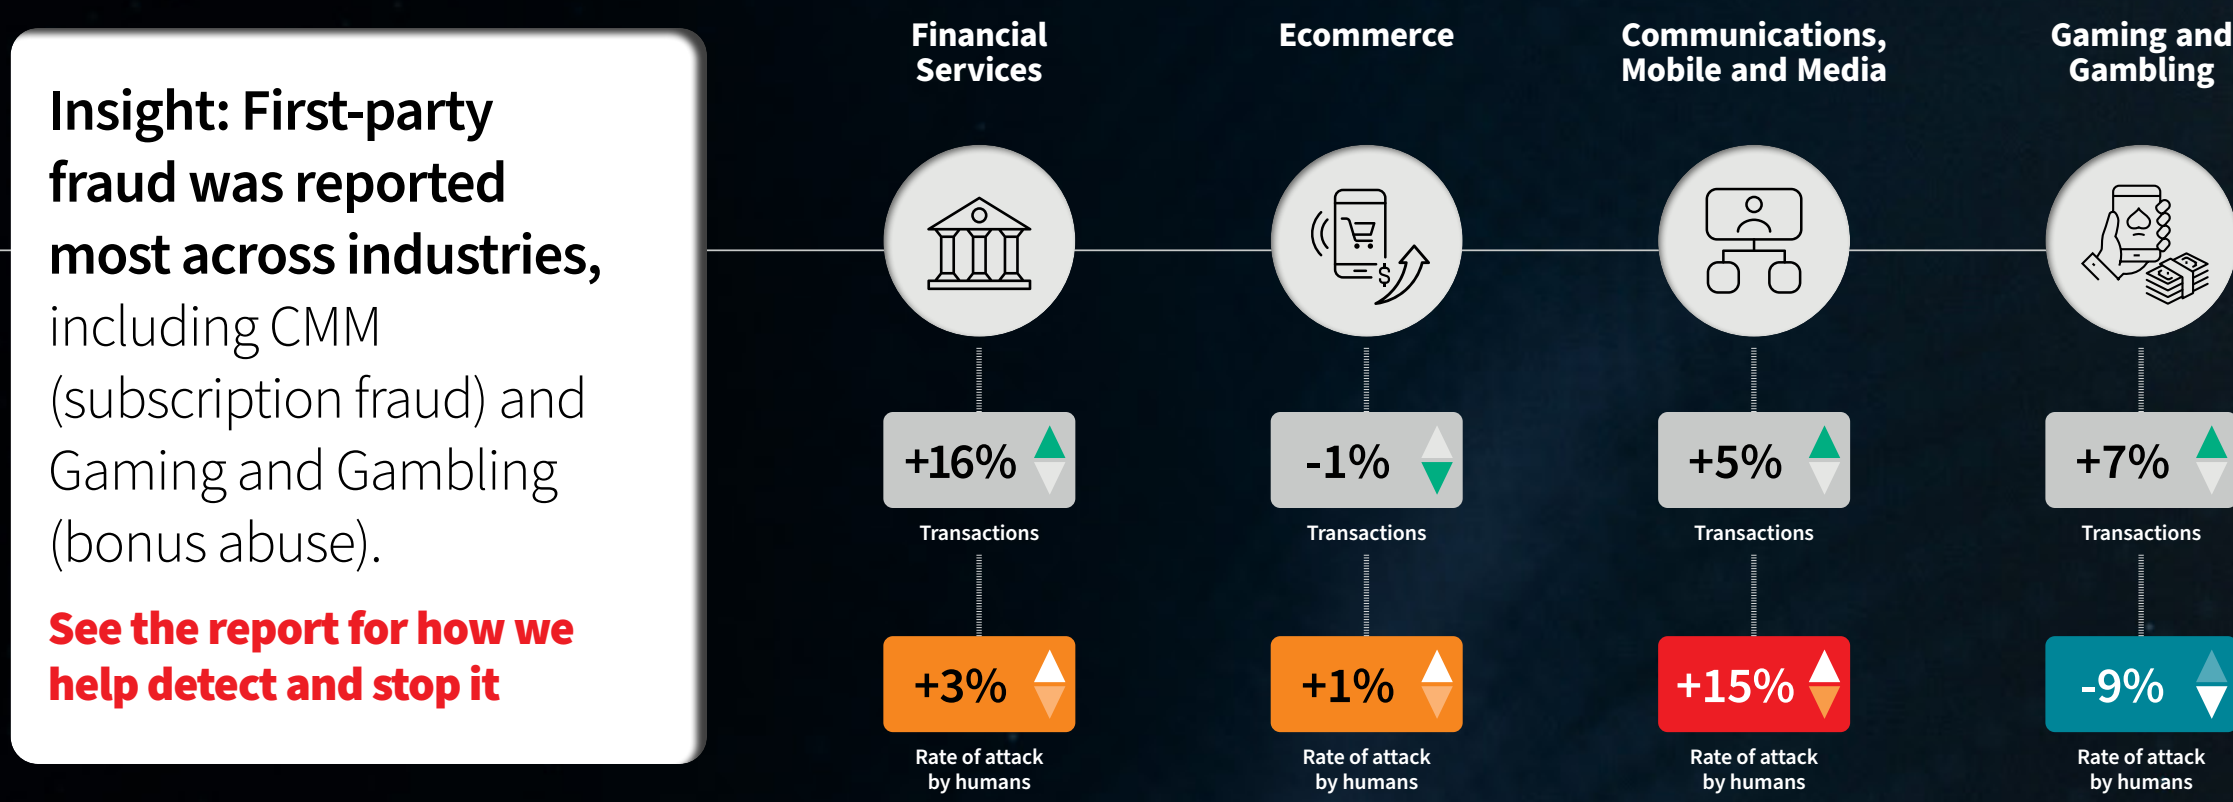 Insight: First-party
fraud was reported
most across industries,
including CMM
(subscription fraud) and
Gaming and Gambling
(bonus abuse).
See the report for how we
help detect and stop it
Financial
Services
+16%
Transactions
+3%
Rate of attack
by humans
Ecommerce
$
-1%
Transactions
+1%
Rate of attack
by humans
Communications,
Mobile and Media
+5%
Transactions
+15%
Rate of attack
by humans
Gaming and
Gambling
+7%
Transactions
-9%
Rate of attack
by humans